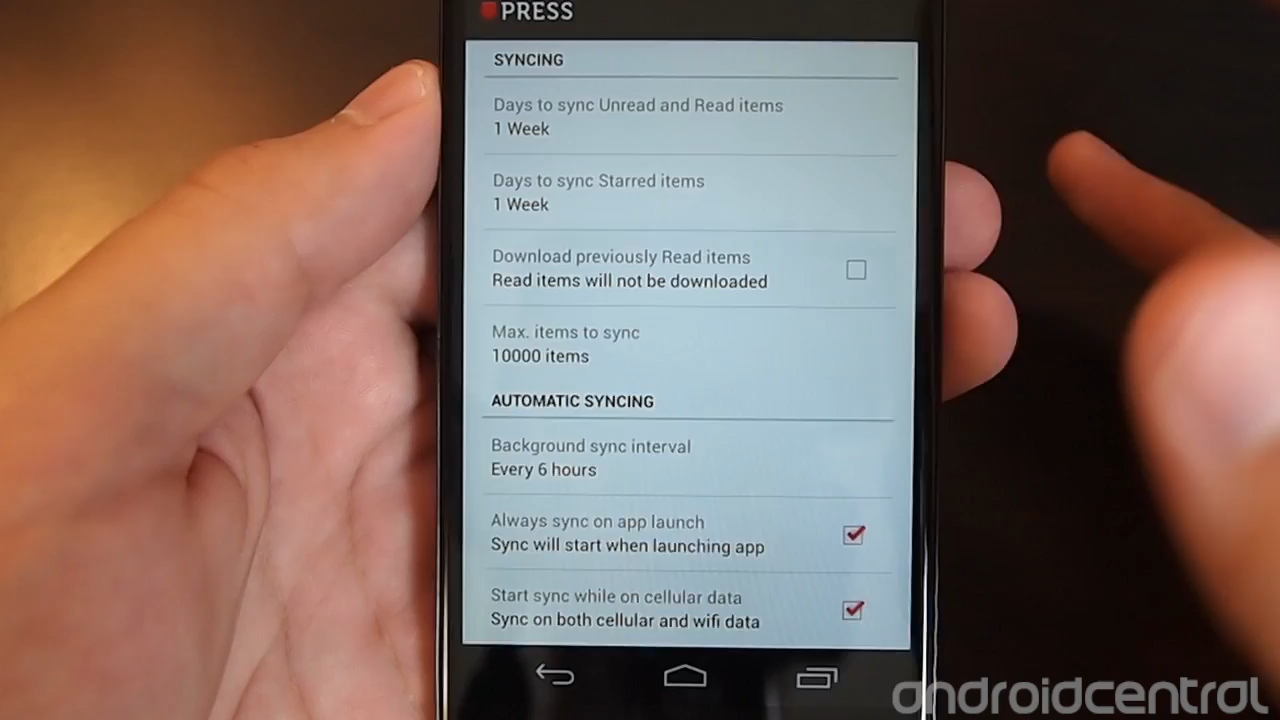 PRESS
SYNCING
Days to sync Unread and Read items
1 Week
Days to sync Starred items
1 Week
Download previously Read items
Read items will not be downloaded
Max. items to sync
10000 items
AUTOMATIC SYNCING
Background sync interval
Every 6 hours
Always sync on app launch
Sync will start when launching app
Start sync while on cellular data
Sync on both cellular and wifi data
androidcentral